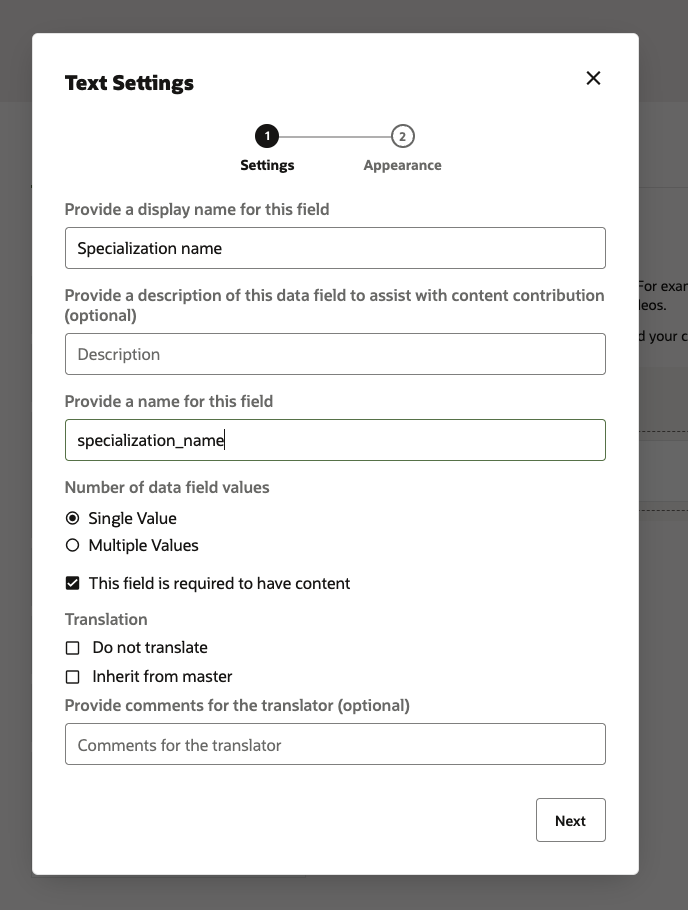 Text Settings
1
2
Settings
Appearance
Provide a display name for this field
Specialization name
Provide a description of this data field to assist with content contribution
(optional)
For exam
Description
Provide a name for this field
specialization_name
Number of data field values
Single Value
Multiple Values
This field is required to have content
Translation
Do not translate
Inherit from master
Provide comments for the translator (optional)
Comments for the translator
Next